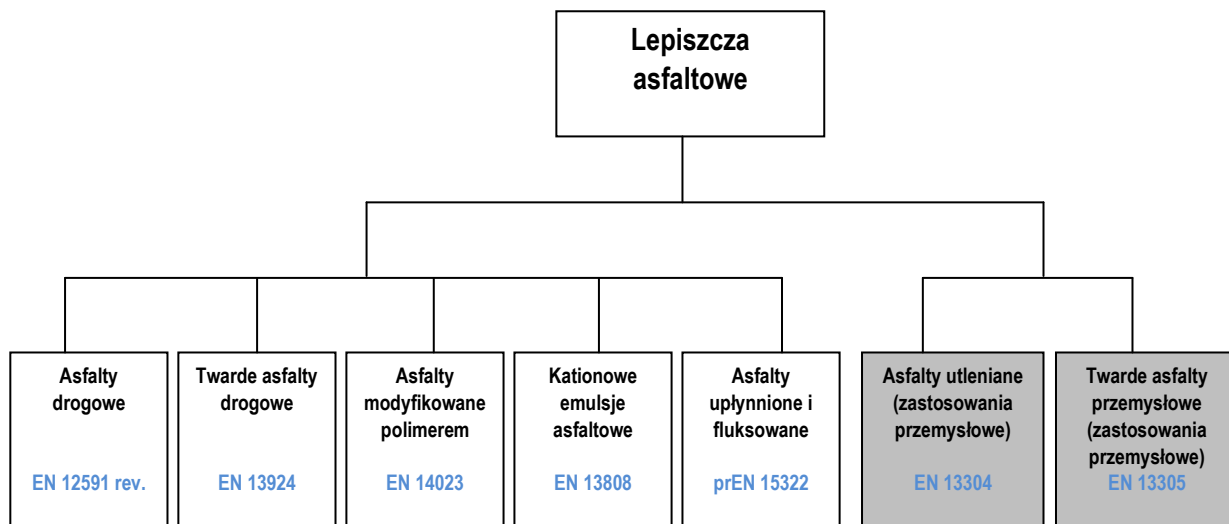 Lepiszcza
asfaltowe
Asfalty
drogowe
EN 12591 rev.
Twarde asfalty
drogowe
EN 13924
Asfalty
modyfikowane
polimerem
EN 14023
Kationowe
emulsje
asfaltowe
EN 13808
Asfalty
upłynnione i
fluksowane
prEN 15322
Asfalty utleniane
(zastosowania
przemysłowe)
EN 13304
Twarde asfalty
przemysłowe
(zastosowania
przemysłowe)
EN 13305